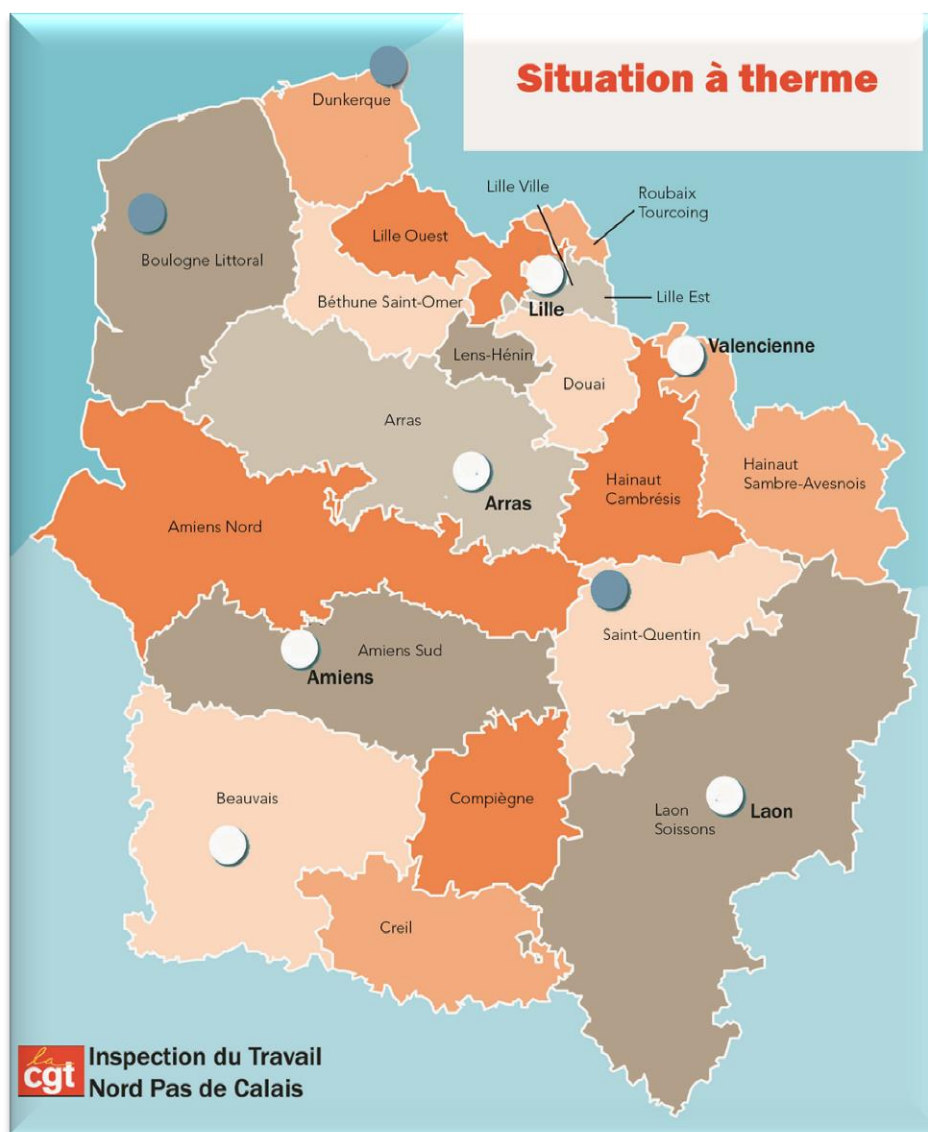 Situation à therme
Dunkerque
Lille Ville
Roubaix
Tourcoing
Lille Ouest
Boulogne Littoral
Béthune Saint-Omer
Lille
Lille Est
Lens-Hénin
Valencienne
Douai
Arras
Hainaut
Sambre-Avesnois
Hainaut
Cambrésis
Arras
Amiens Nord
Saint-Quentin
Amiens Sud
Amiens
Beauvais
Compiègne
Laon
Soissons
Laon
Creil
la
cgt
Inspection du Travail
Nord Pas de Calais